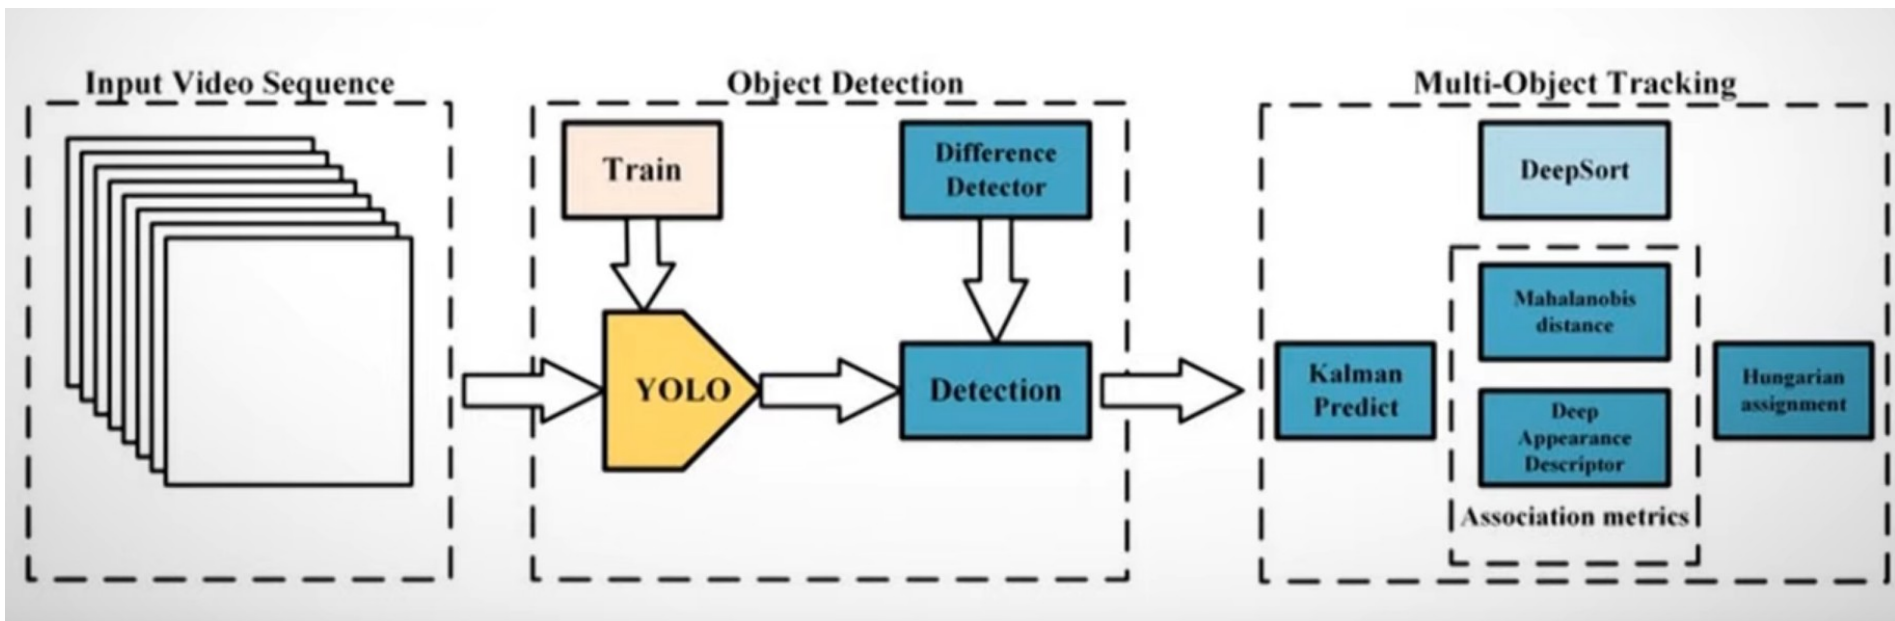 Input Video Sequence
Object Detection
Multi-Object Tracking
Train
Difference
Detector
DeepSort
YOLO
Detection
Kalman
Predict
Mahalanobis
distance
Deep
Appearance
Descriptor
Association metrics
Hungarian
assignment